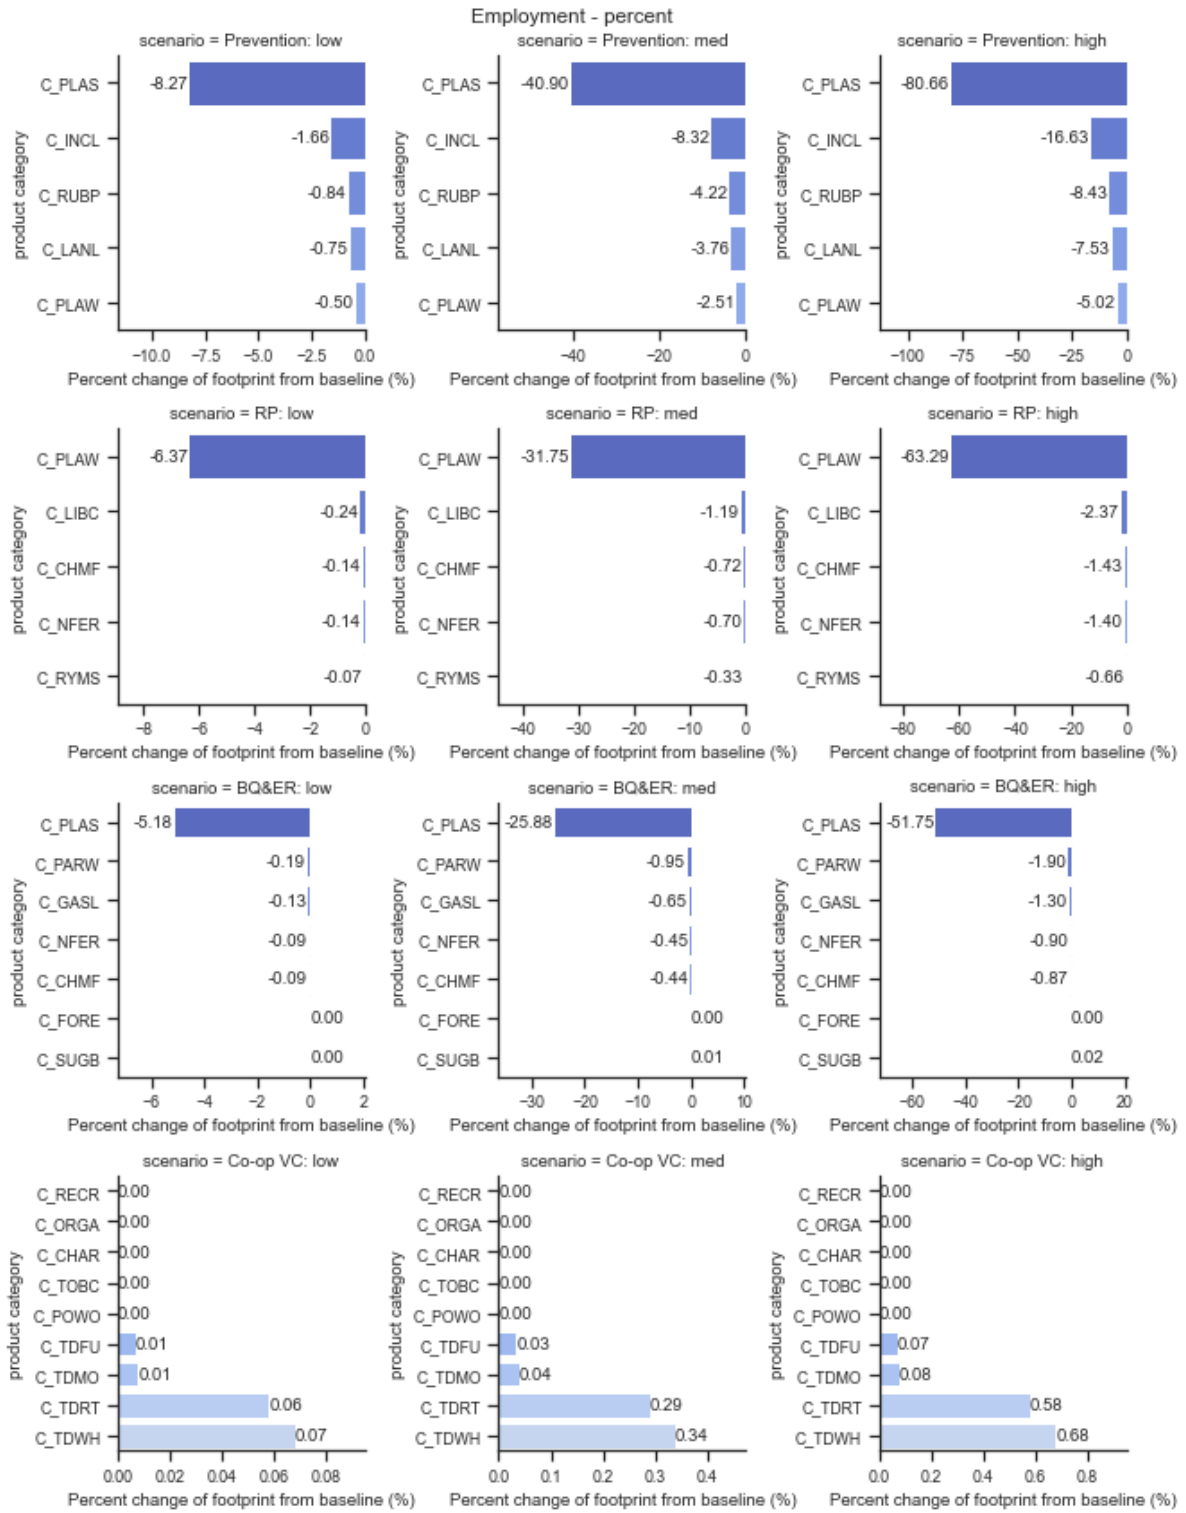 Employment - percent
scenario = Prevention: low
scenario = Prevention: med
scenario = Prevention: high
product category
C_PLAS
-8.27
C_INCL
-1.66
C_RUBP
-0.84
C_LANL
-0.75
C_PLAW
-0.50
−10.0 −7.5 −5.0 −2.5 0.0
Percent change of footprint from baseline (%)
product category
C_PLAS
-40.90
C_INCL
-8.32
C_RUBP
-4.22
C_LANL
-3.76
C_PLAW
-2.51
−40 −20 0
Percent change of footprint from baseline (%)
product category
C_PLAS
-80.66
C_INCL
-16.63
C_RUBP
-8.43
C_LANL
-7.53
C_PLAW
-5.02
−100 −75 −50 −25 0
Percent change of footprint from baseline (%)
scenario = RP: low
scenario = RP: med
scenario = RP: high
product category
C_PLAW
-6.37
C_LIBC
-0.24
C_CHMF
-0.14
C_NFER
-0.14
C_RYMS
-0.07
−8 −6 −4 −2 0
Percent change of footprint from baseline (%)
product category
C_PLAW
-31.75
C_LIBC
-1.19
C_CHMF
-0.72
C_NFER
-0.70
C_RYMS
-0.33
−40 −30 −20 −10 0
Percent change of footprint from baseline (%)
product category
C_PLAW
-63.29
C_LIBC
-2.37
C_CHMF
-1.43
C_NFER
-1.40
C_RYMS
-0.66
−80 −60 −40 −20 0
Percent change of footprint from baseline (%)
scenario = BQ&ER: low
scenario = BQ&ER: med
scenario = BQ&ER: high
product category
C_PLAS
-5.18
C_PARW
-0.19
C_GASL
-0.13
C_NFER
-0.09
C_CHMF
-0.09
C_FORE
0.00
C_SUGB
0.00
−6 −4 −2 0 2
Percent change of footprint from baseline (%)
product category
C_PLAS
-25.88
C_PARW
-0.95
C_GASL
-0.65
C_NFER
-0.45
C_CHMF
-0.44
C_FORE
0.00
C_SUGB
0.01
−30 −20 −10 0 10
Percent change of footprint from baseline (%)
product category
C_PLAS
-51.75
C_PARW
-1.90
C_GASL
-1.30
C_NFER
-0.90
C_CHMF
-0.87
C_FORE
0.00
C_SUGB
0.02
−60 −40 −20 0 20
Percent change of footprint from baseline (%)
scenario = Co-op VC: low
scenario = Co-op VC: med
scenario = Co-op VC: high
product category
C_RECR
0.00
C_ORGA
0.00
C_CHAR
0.00
C_TOBC
0.00
C_POWO
0.00
C_TDFU
0.01
C_TDMO
0.01
C_TDRT
0.06
C_TDWH
0.07
0.00 0.02 0.04 0.06 0.08
Percent change of footprint from baseline (%)
product category
C_RECR
0.00
C_ORGA
0.00
C_CHAR
0.00
C_TOBC
0.00
C_POWO
0.00
C_TDFU
0.03
C_TDMO
0.04
C_TDRT
0.29
C_TDWH
0.34
0.0 0.1 0.2 0.3 0.4
Percent change of footprint from baseline (%)
product category
C_RECR
0.00
C_ORGA
0.00
C_CHAR
0.00
C_TOBC
0.00
C_POWO
0.00
C_TDFU
0.07
C_TDMO
0.08
C_TDRT
0.58
C_TDWH
0.68
0.0 0.2 0.4 0.6 0.8
Percent change of footprint from baseline (%)